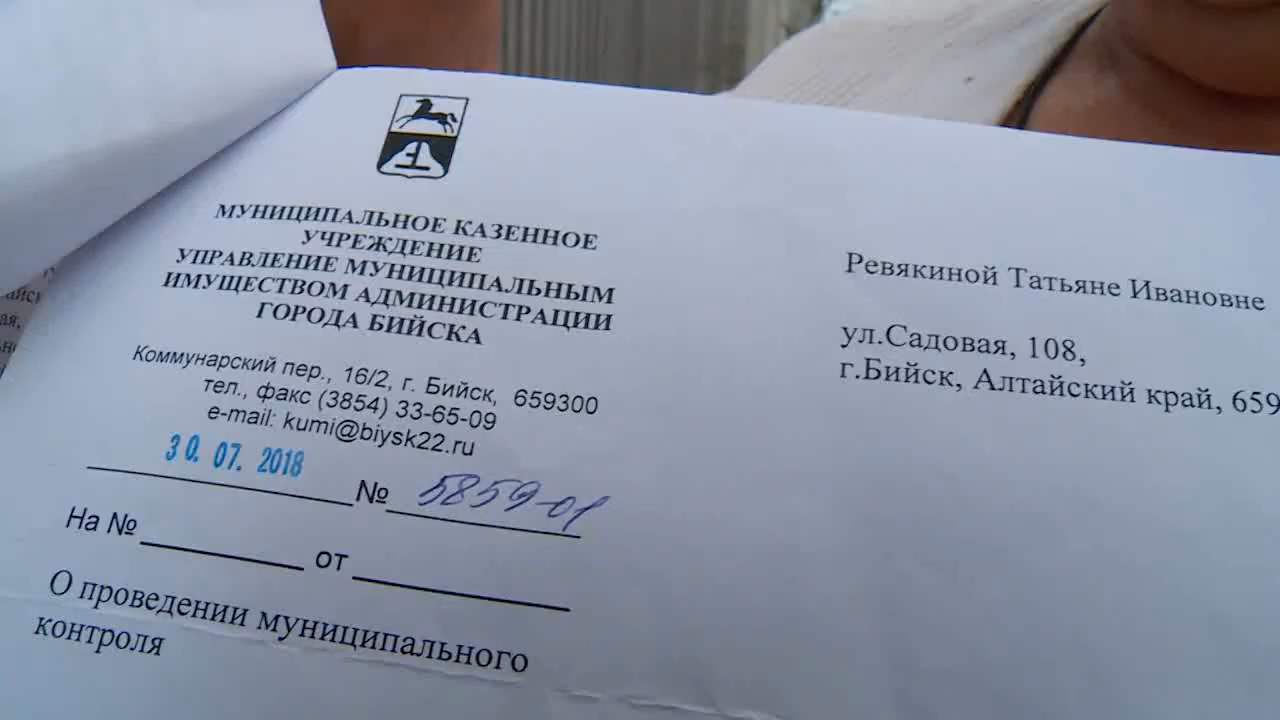 МУНИЦИПАЛЬНОЕ КАЗЕННОЕ
УЧРЕЖДЕНИЕ
УПРАВЛЕНИЕ МУНИЦИПАЛЬНЫМ
ИМУЩЕСТВОМ АДМИНИСТРАЦИИ
ГОРОДА БИЙСКА
Коммунарский пер., 16/2, г. Бийск, 659300
тел., факс (3854) 33-65-09
e-mail: kumi@biysk22.ru
30. 07. 2018 № 5859-01
На № от
О проведении муниципального
контроля
Ревякиной Татьяне Ивановне
ул.Садовая, 108,
г.Бийск, Алтайский край, 659